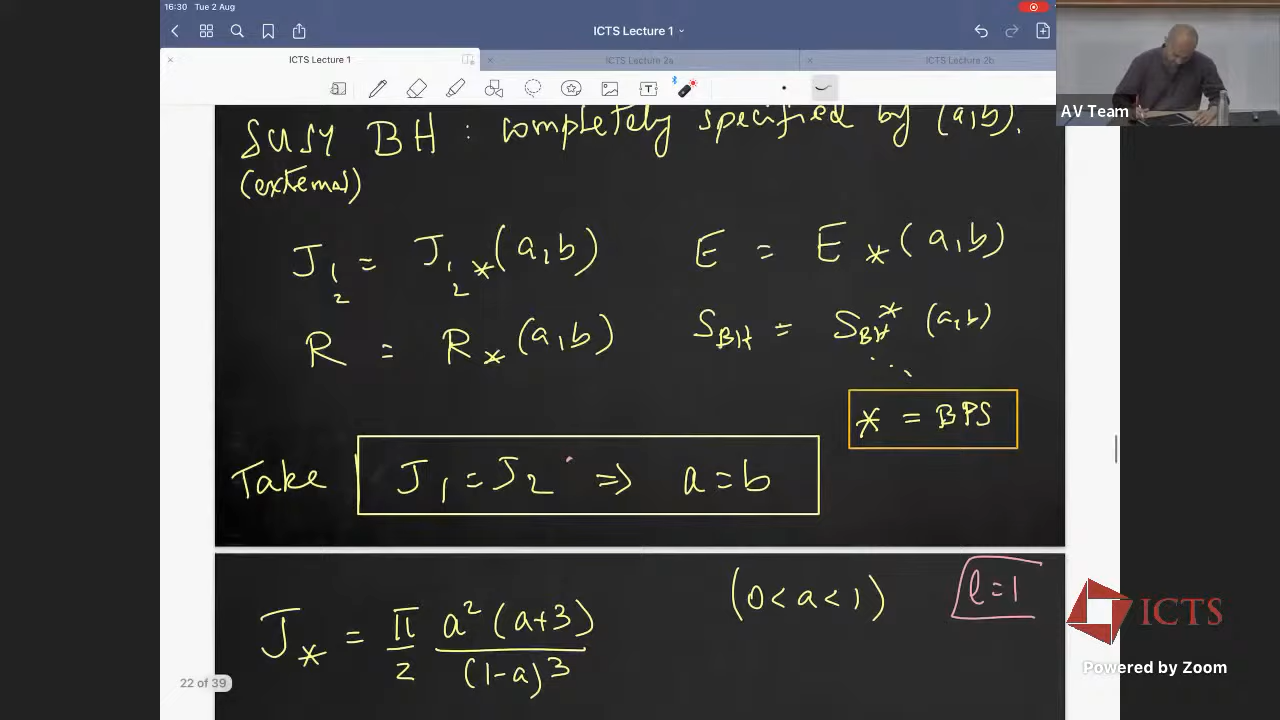 16:30 Tue 2 Aug
ICTS Lecture 1
ICTS Lecture 1
ICTS Lecture 2a
ICTS Lecture 2b
AV Team
SUSY BH : completely specified by (a,b).
(extremal)
J₁,₂ = J₁,₂* (a,b) E = E* (a,b)
R = R* (a,b) S_BH = S_BH* (a,b)
* = BPS
Take J₁ = J₂ ⇒ a = b
J* = π/2 a²(a+3)/(1-a)³ (0 < a < 1) ℓ = 1
22 of 39
ICTS
Powered by Zoom